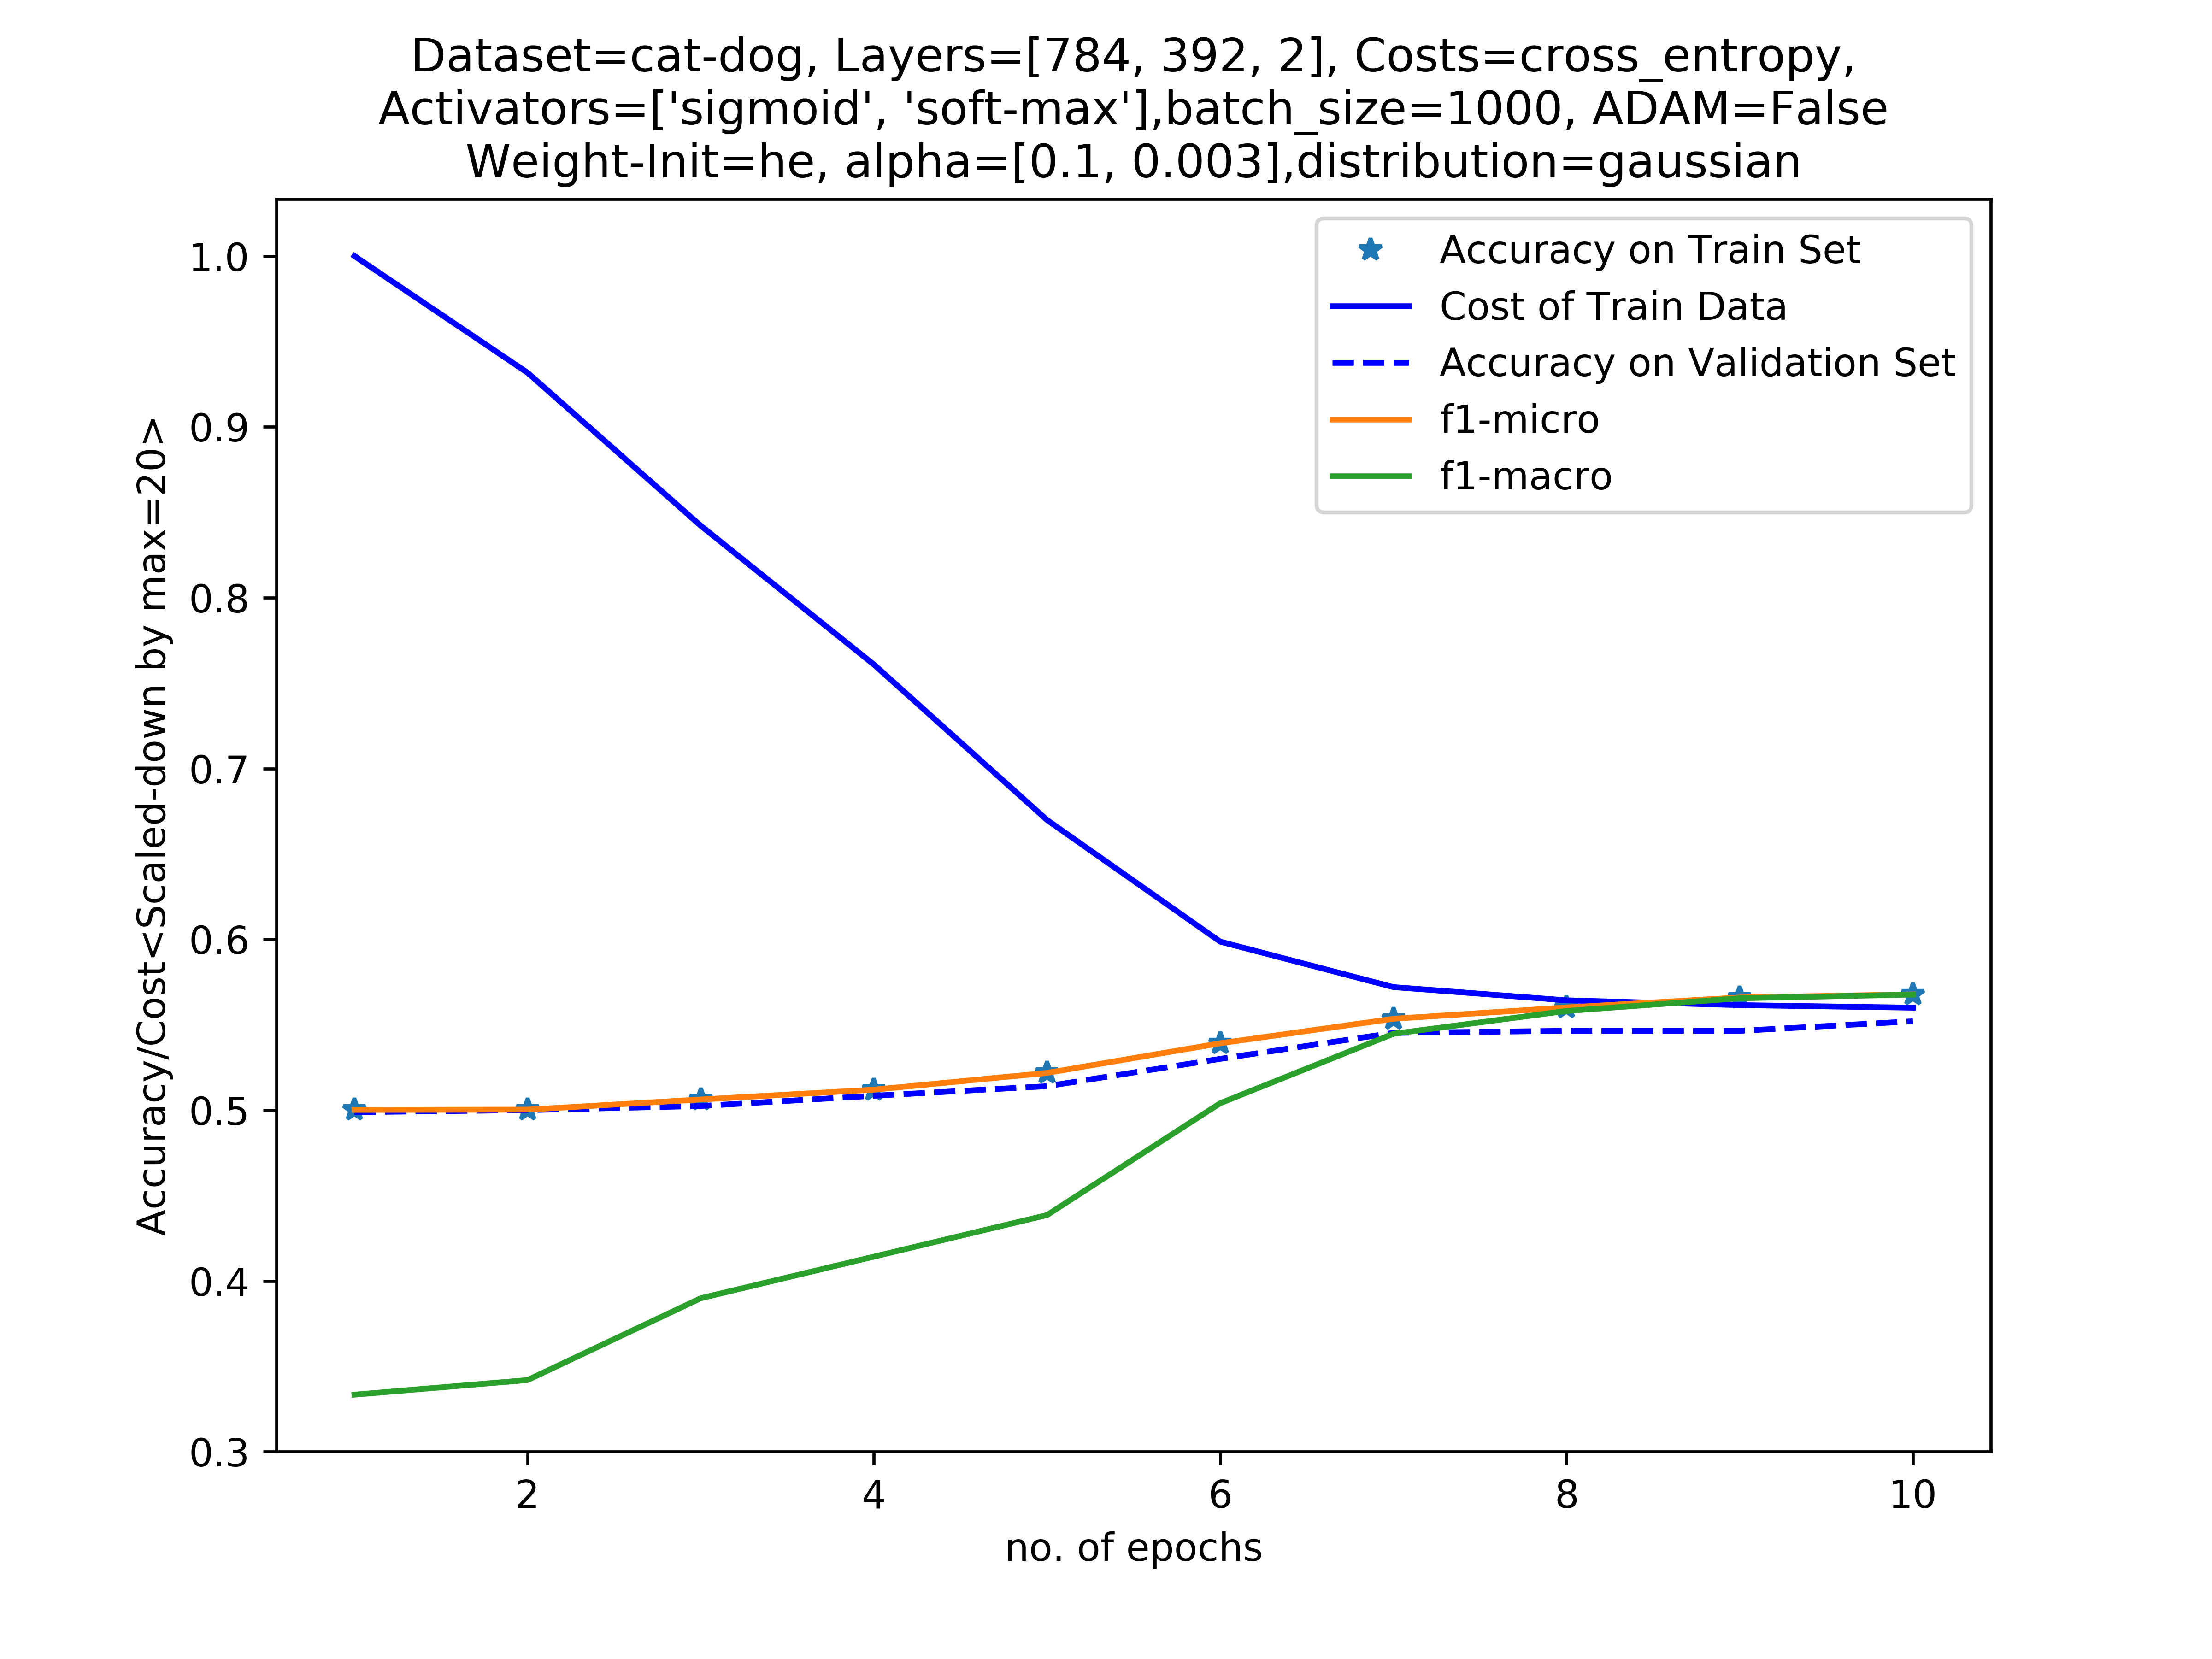 Dataset=cat-dog, Layers=[784, 392, 2], Costs=cross_entropy,
Activators=['sigmoid', 'soft-max'],batch_size=1000, ADAM=False
Weight-Init=he, alpha=[0.1, 0.003],distribution=gaussian
Accuracy on Train Set
Cost of Train Data
Accuracy on Validation Set
f1-micro
f1-macro
Accuracy/Cost<Scaled-down by max=20>
1.0
0.9
0.8
0.7
0.6
0.5
0.4
0.3
2 4 6 8 10
no. of epochs